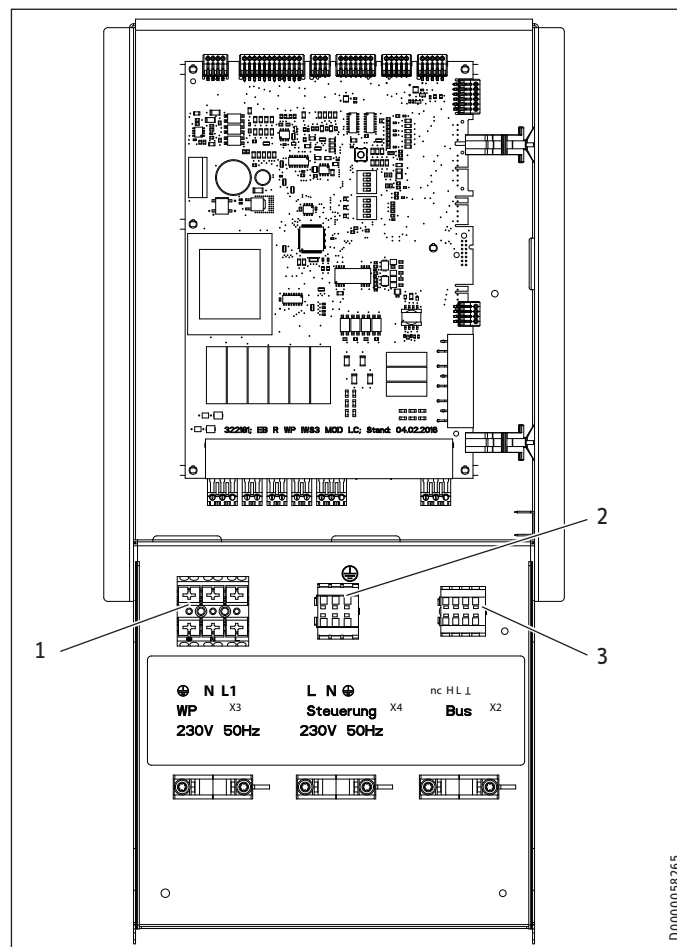 322191; EB R WP IWS3 MOD LC; Stand: 04.02.2016
2
1
3
⏚ N L1 L N ⏚ nc H L ⊥
WP X3 Steuerung X4 Bus X2
230V 50Hz 230V 50Hz
D0000058265